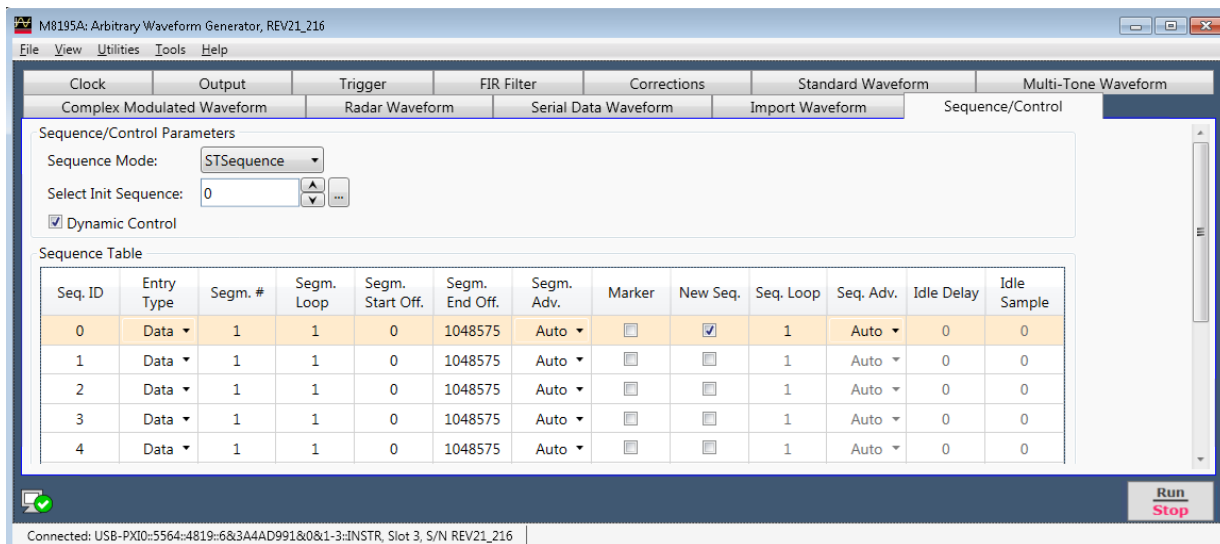 M8195A: Arbitrary Waveform Generator, REV21_216
File View Utilities Tools Help
Clock Output Trigger FIR Filter Corrections Standard Waveform Multi-Tone Waveform
Complex Modulated Waveform Radar Waveform Serial Data Waveform Import Waveform Sequence/Control
Sequence/Control Parameters
Sequence Mode: STSequence
Select Init Sequence: 0 ...
Dynamic Control
Sequence Table
Seq. ID Entry Type Segm. # Segm. Loop Segm. Start Off. Segm. End Off. Segm. Adv. Marker New Seq. Seq. Loop Seq. Adv. Idle Delay Idle Sample
0 Data 1 1 0 1048575 Auto 1 Auto 0 0
1 Data 1 1 0 1048575 Auto 1 Auto 0 0
2 Data 1 1 0 1048575 Auto 1 Auto 0 0
3 Data 1 1 0 1048575 Auto 1 Auto 0 0
4 Data 1 1 0 1048575 Auto 1 Auto 0 0
Run
Stop
Connected: USB-PXI0::5564::4819::6&3A4AD991&0&1-3::INSTR, Slot 3, S/N REV21_216